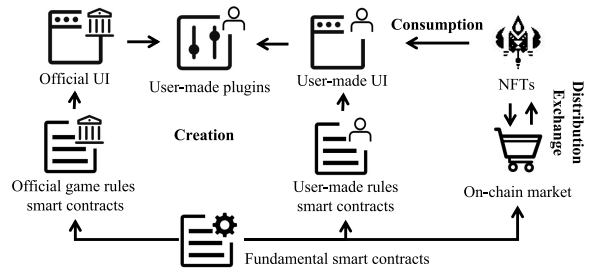 Consumption
Official UI
User-made plugins
User-made UI
NFTs
Distribution
Exchange
Creation
Official game rules
smart contracts
User-made rules
smart contracts
On-chain market
Fundamental smart contracts